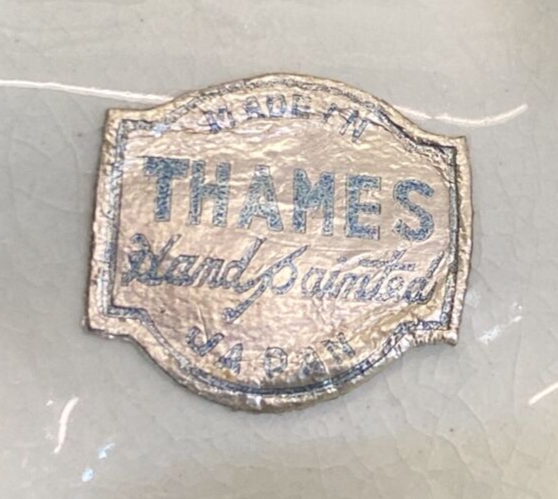 MADE IN
THAMES
Hand Painted
JAPAN